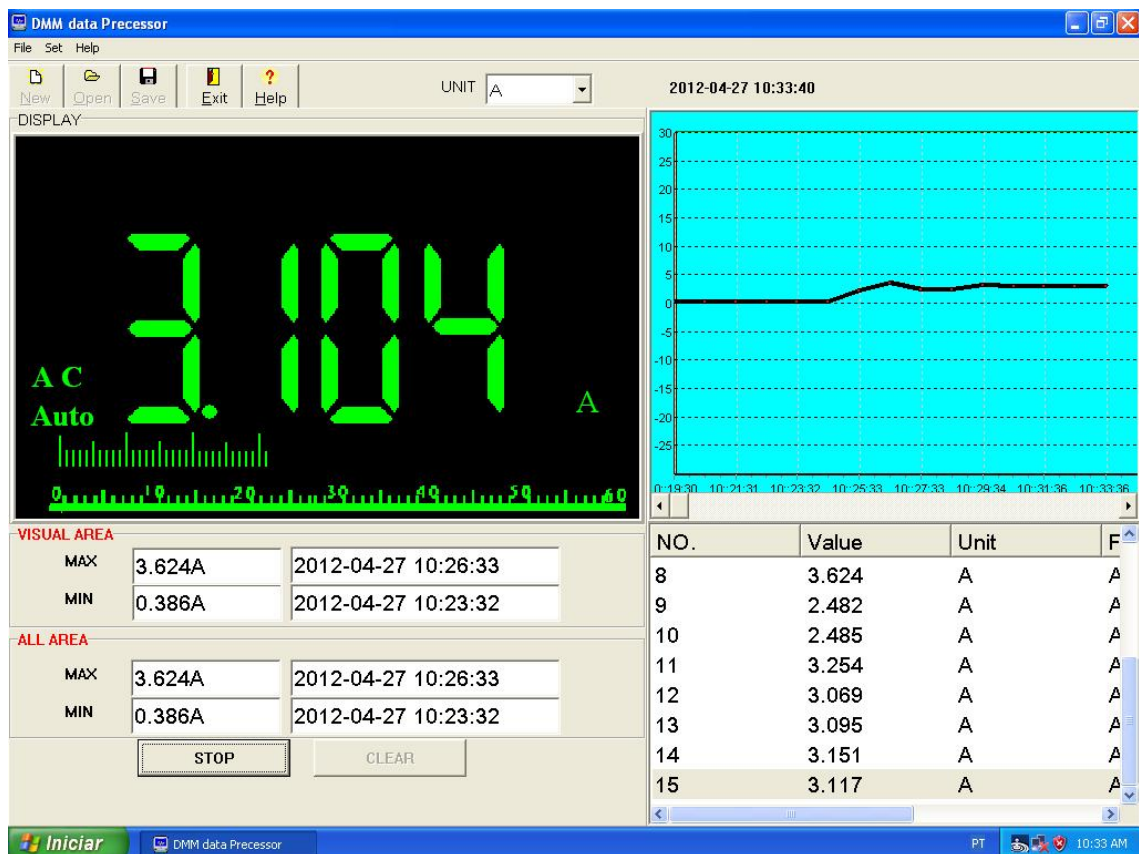 DMM data Precessor
File Set Help
New Open Save Exit Help UNIT A 2012-04-27 10:33:40
DISPLAY
3.104
A C
Auto
A
0 10 20 30 40 50 60
30
25
20
15
10
5
0
-5
-10
-15
-20
-25
0::19:30 10::21:31 10::23:32 10::25:33 10::27:33 10::29:34 10::31:36 10::33:36
VISUAL AREA
MAX 3.624A 2012-04-27 10:26:33
MIN 0.386A 2012-04-27 10:23:32
ALL AREA
MAX 3.624A 2012-04-27 10:26:33
MIN 0.386A 2012-04-27 10:23:32
STOP CLEAR
NO. Value Unit F
8 3.624 A A
9 2.482 A A
10 2.485 A A
11 3.254 A A
12 3.069 A A
13 3.095 A A
14 3.151 A A
15 3.117 A A
Iniciar DMM data Precessor PT 10:33 AM